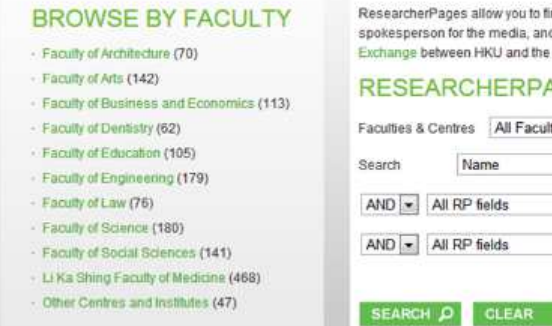 BROWSE BY FACULTY
Faculty of Architecture (70)
Faculty of Arts (142)
Faculty of Business and Economics (113)
Faculty of Dentistry (62)
Faculty of Education (105)
Faculty of Engineering (179)
Faculty of Law (76)
Faculty of Science (180)
Faculty of Social Sciences (141)
Li Ka Shing Faculty of Medicine (468)
Other Centres and Institutes (47)
ResearcherPages allow you to
spokesperson for the media, and
Exchange between HKU and the
RESEARCHERPA
Faculties & Centres All Facult
Search Name
AND All RP fields
AND All RP fields
SEARCH CLEAR